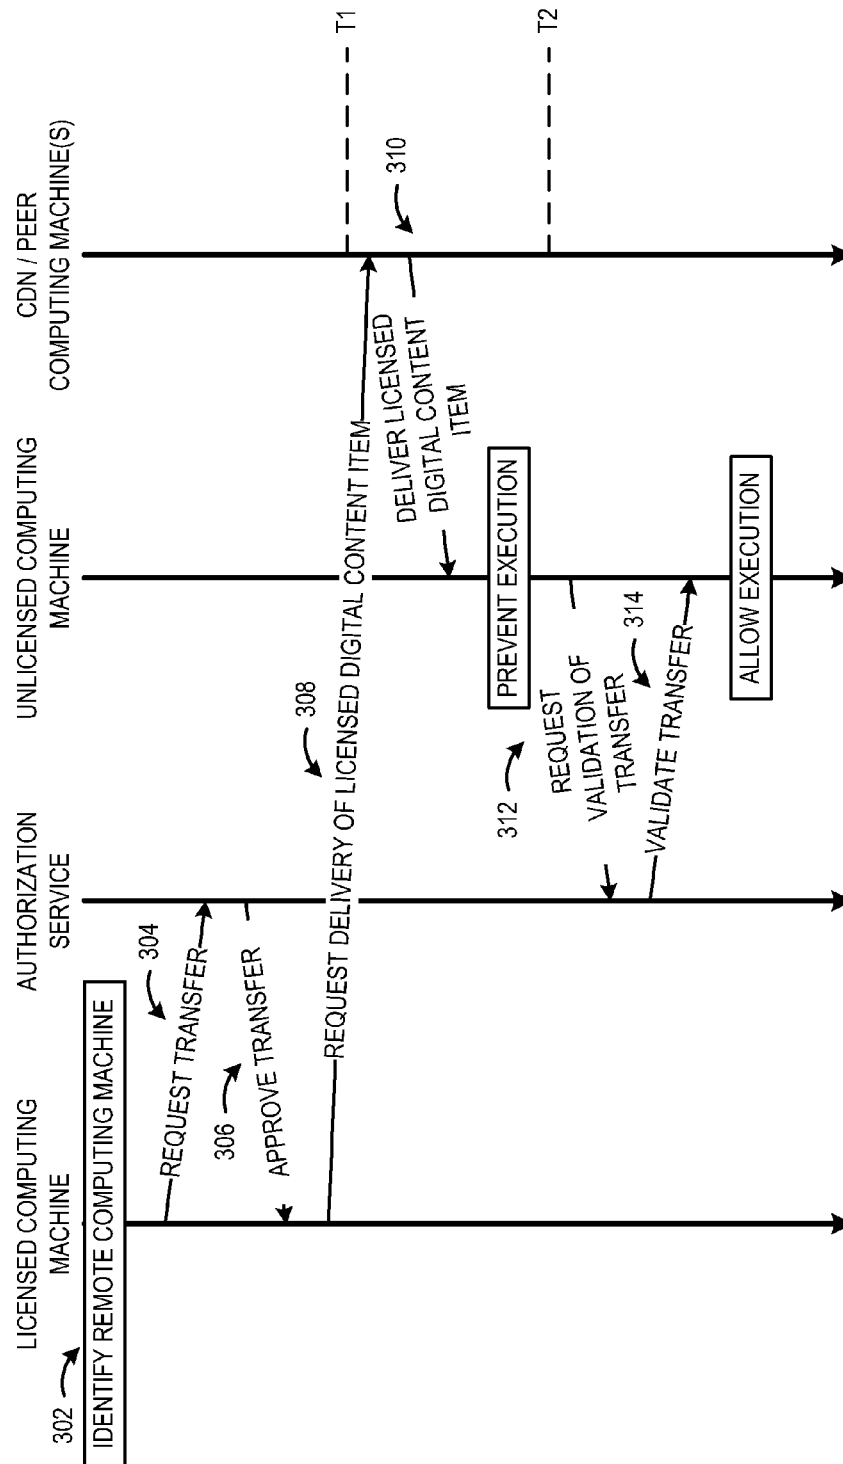 LICENSED COMPUTING
MACHINE
AUTHORIZATION
SERVICE
UNLICENSED COMPUTING
MACHINE
CDN / PEER
COMPUTING MACHINE(S)
302
IDENTIFY REMOTE COMPUTING MACHINE
304
REQUEST TRANSFER
306
APPROVE TRANSFER
308
REQUEST DELIVERY OF LICENSED DIGITAL CONTENT ITEM
T1
310
DELIVER LICENSED
DIGITAL CONTENT
ITEM
PREVENT EXECUTION
T2
312
REQUEST
VALIDATION OF
TRANSFER
314
VALIDATE TRANSFER
ALLOW EXECUTION